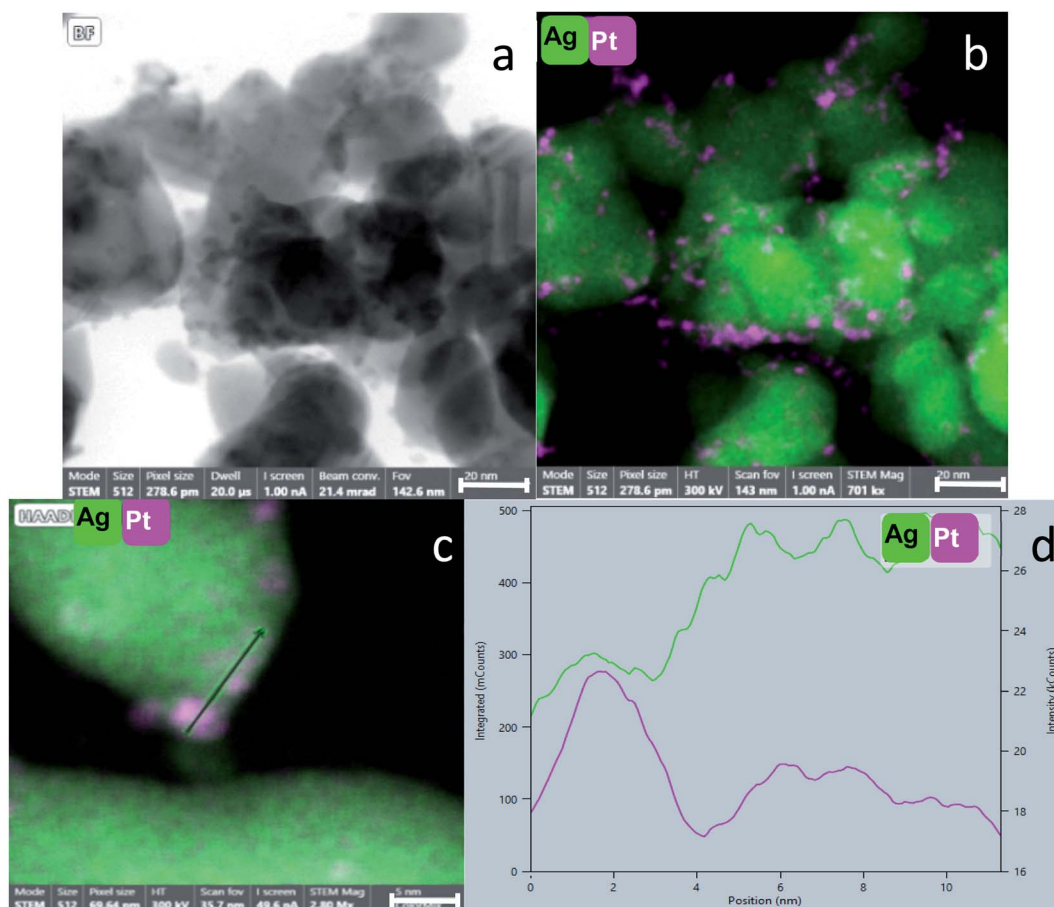 BF
a
Mode Size Pixel size Dwell I screen Beam conv. Fov
STEM 512 278.6 pm 20.0 µs 1.00 nA 21.4 mrad 142.6 nm
20 nm
Ag Pt
b
Mode Size Pixel size HT Scan fov I screen STEM Mag
STEM 512 278.6 pm 300 kV 143 nm 1.00 nA 701 kx
20 nm
Ag Pt
c
Mode Size Pixel size HT Scan fov I screen STEM Mag
STEM 512 69.64 pm 300 kV 35.7 nm 49.6 nA 2.80 Mx
5 nm
Ag Pt
d
500
400
300
200
100
0
Integrated (mCounts)
28
26
24
22
20
18
16
Intensity (kCounts)
0 2 4 6 8 10
Position (nm)